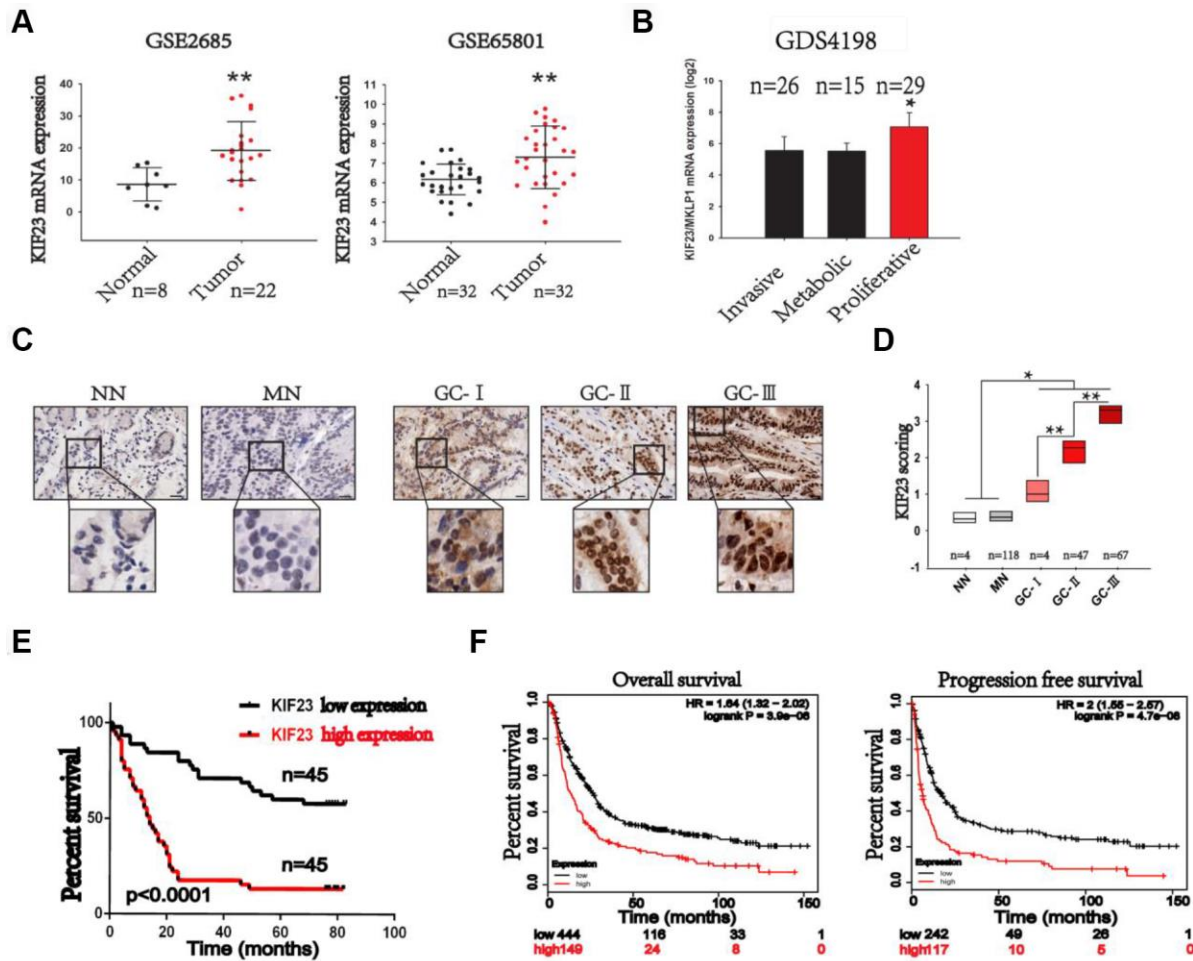 A
GSE2685
GSE65801
KIF23 mRNA expression
40
30
20
10
0
**
Normal
n=8
Tumor
n=22
KIF23 mRNA expression
11
10
9
8
7
6
5
4
3
**
Normal
n=32
Tumor
n=32
B
GDS4198
KIF23/MKLP1 mRNA expression (log2)
10
8
6
4
2
0
n=26 n=15 n=29
*
Invasive
Metabolic
Proliferative
C
NN MN GC-Ⅰ GC-Ⅱ GC-Ⅲ
D
KIF23 scoring
4
3
2
1
0
-1
*
**
**
n=4 n=118 n=4 n=47 n=67
NN MN GC-Ⅰ GC-Ⅱ GC-Ⅲ
E
Percent survival
100
50
0
KIF23 low expression
KIF23 high expression
n=45
n=45
p<0.0001
0 20 40 60 80 100
Time (months)
F
Overall survival
Percent survival
1.0
0.8
0.6
0.4
0.2
0.0
HR = 1.64 (1.32 − 2.02)
logrank P = 3.9e−06
Expression
low
high
0 50 100 150
Time (months)
low 444 116 33 1
high149 24 8 0
Progression free survival
Percent survival
1.0
0.8
0.6
0.4
0.2
0.0
HR = 2 (1.55 − 2.57)
logrank P = 4.7e−08
Expression
low
high
0 50 100 150
Time (months)
low 242 49 26 1
high117 10 5 0